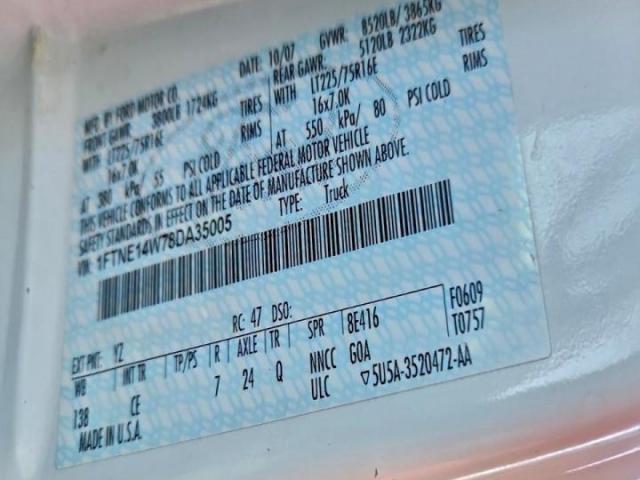 MFG. BY FORD MOTOR CO. DATE: 10/07 GVWR: 8520LB/ 3865KG
FRONT GAWR: 3800LB 1724KG REAR GAWR: 5120LB 2322KG
WITH LT225/75R16E TIRES WITH LT225/75R16E TIRES
16x7.0K RIMS 16x7.0K RIMS
AT 380 kPa/ 55 PSI COLD AT 550 kPa/ 80 PSI COLD
THIS VEHICLE CONFORMS TO ALL APPLICABLE FEDERAL MOTOR VEHICLE
SAFETY STANDARDS IN EFFECT ON THE DATE OF MANUFACTURE SHOWN ABOVE.
VIN: 1FTNE14W78DA35005 TYPE: Truck
F0609
T0757
EXT PNT: YZ RC: 47 DSO:
WB INT TR TP/PS R AXLE TR SPR 8E416
138 CE 7 24 Q NNCC G0A
MADE IN U.S.A. ULC ▽5U5A-3520472-AA